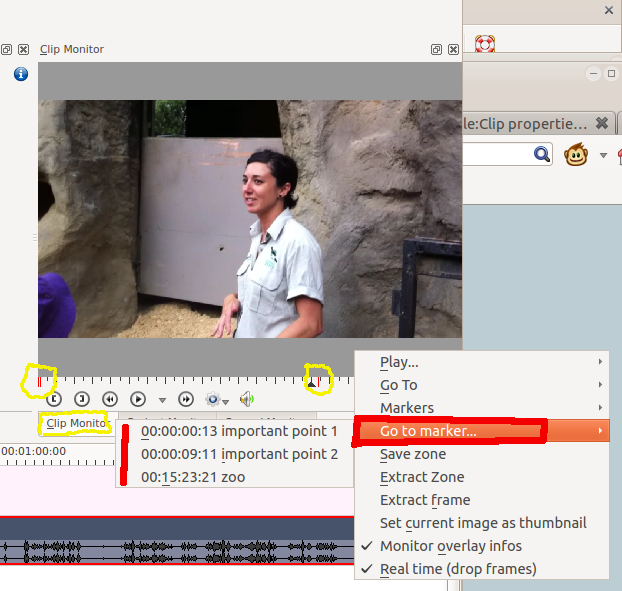 Clip Monitor
le:Clip propertie...
Play...
Go To
Markers
Clip Monitor
Go to marker...
00:00:00:13 important point 1
00:01:00:00
00:00:09:11 important point 2
Save zone
00:15:23:21 zoo
Extract Zone
Extract frame
Set current image as thumbnail
Monitor overlay infos
Real time (drop frames)